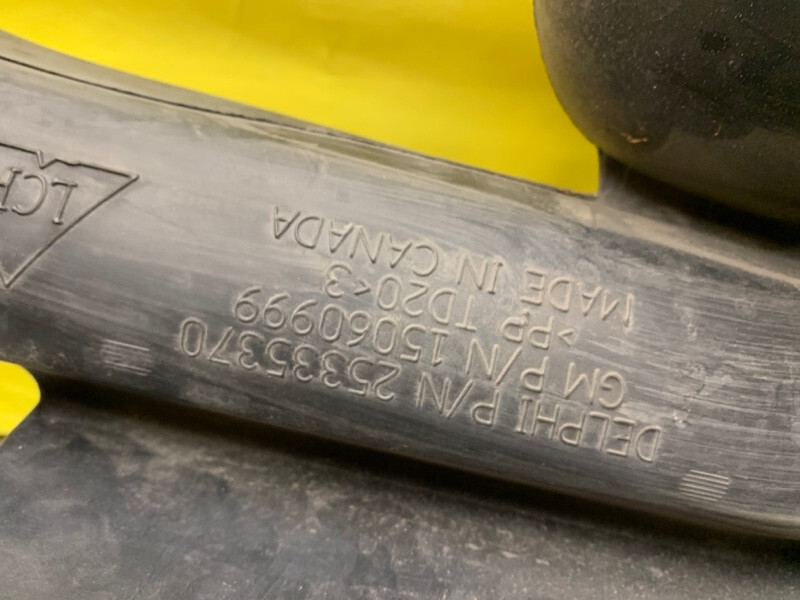 DELPHI P/N 25335370
GM P/N 15060999
>PP TD20<3
MADE IN CANADA